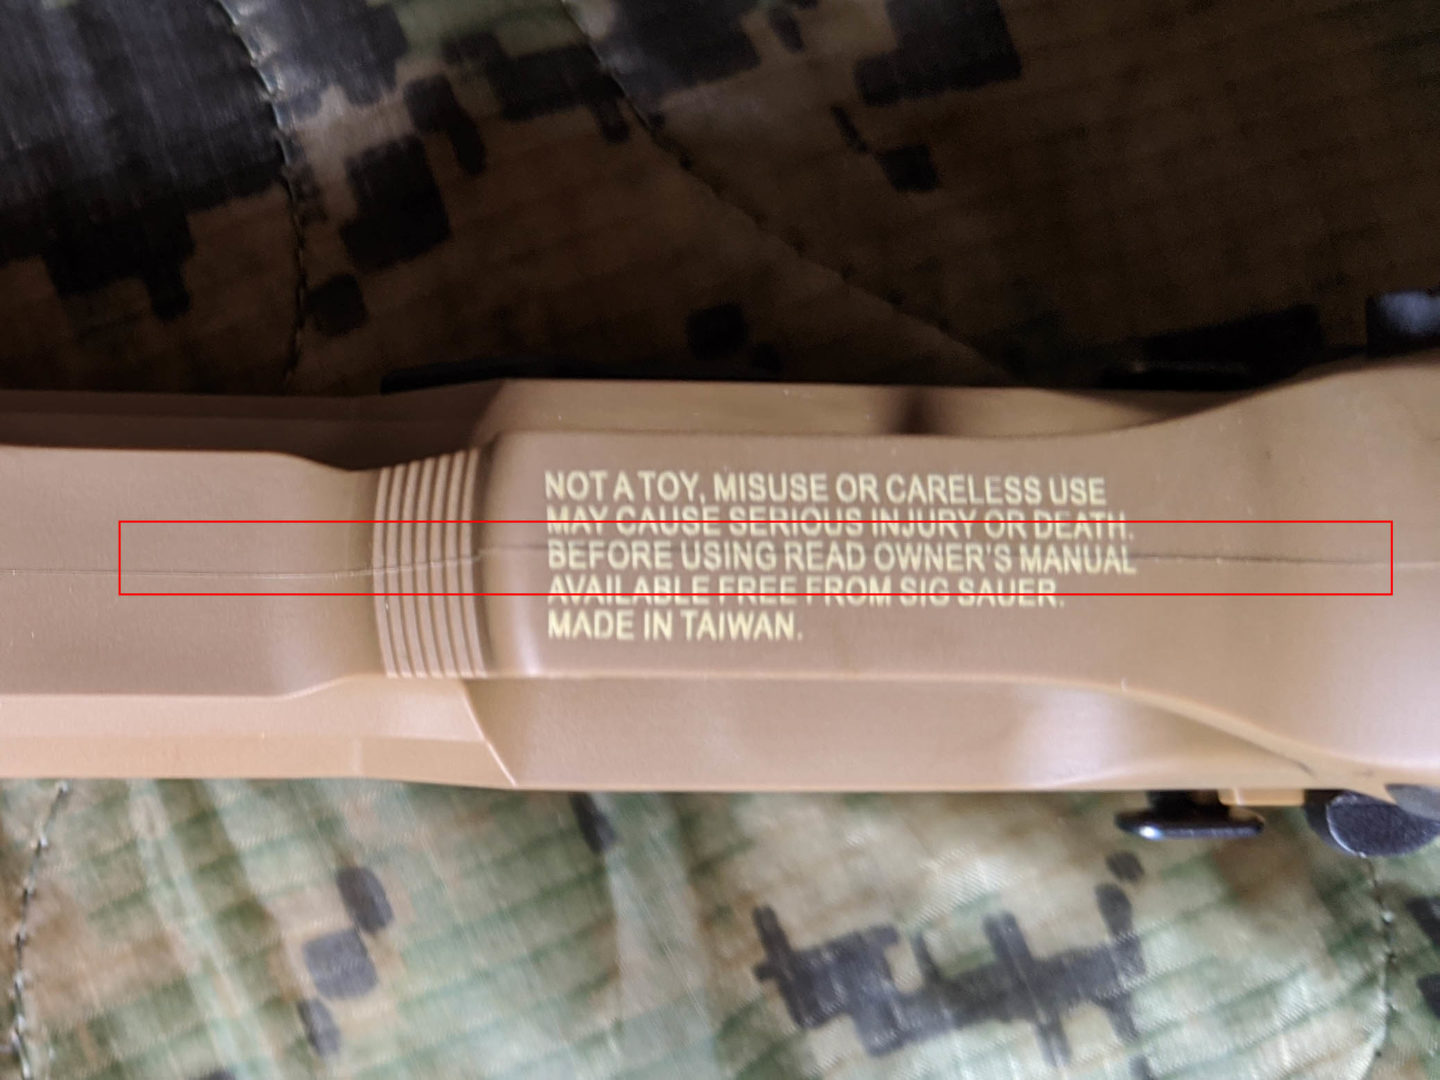 NOT A TOY, MISUSE OR CARELESS USE
MAY CAUSE SERIOUS INJURY OR DEATH.
BEFORE USING READ OWNER'S MANUAL
AVAILABLE FREE FROM SIG SAUER.
MADE IN TAIWAN.